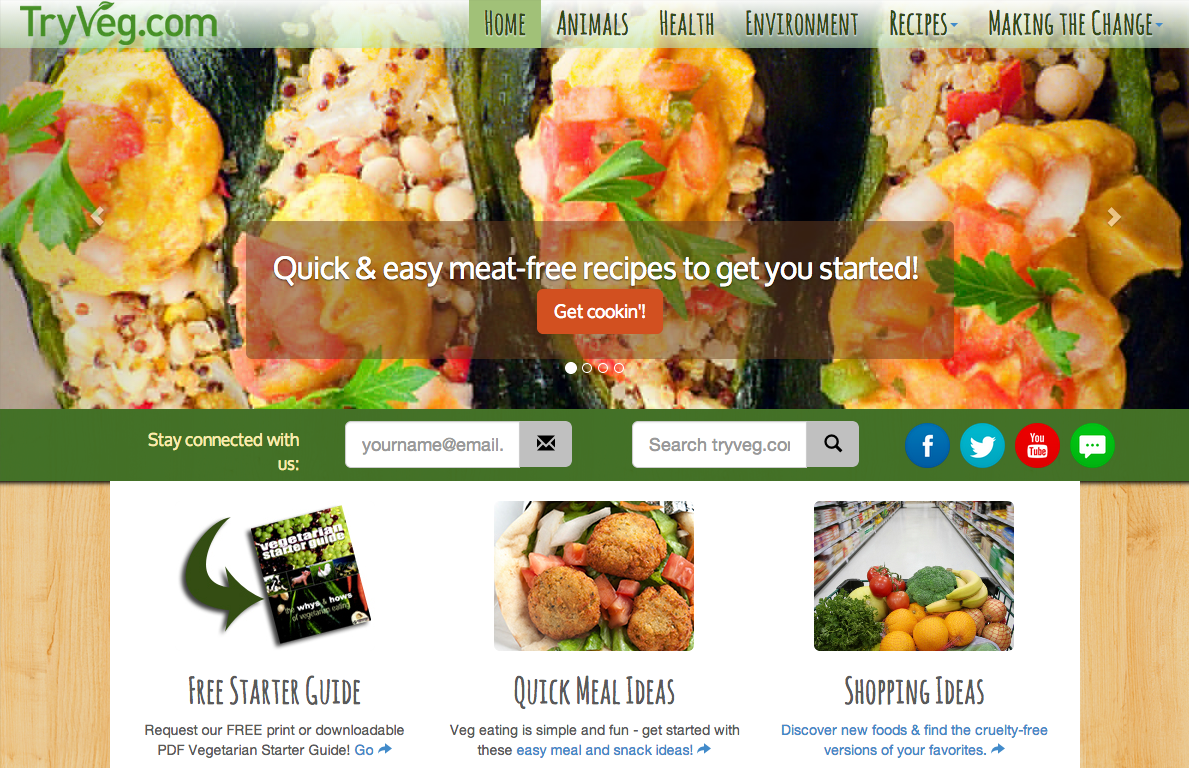 TryVeg.com
Home Animals Health Environment Recipes Making the Change
Quick & easy meat-free recipes to get you started!
Get cookin'!
Stay connected with
us:
yourname@email.
Search tryveg.co
You
Tube
vegetarian
starter guide
the whys & hows
of vegetarian eating
Free Starter Guide
Quick Meal Ideas
Shopping Ideas
Request our FREE print or downloadable
PDF Vegetarian Starter Guide! Go
Veg eating is simple and fun - get started with
these easy meal and snack ideas!
Discover new foods & find the cruelty-free
versions of your favorites.